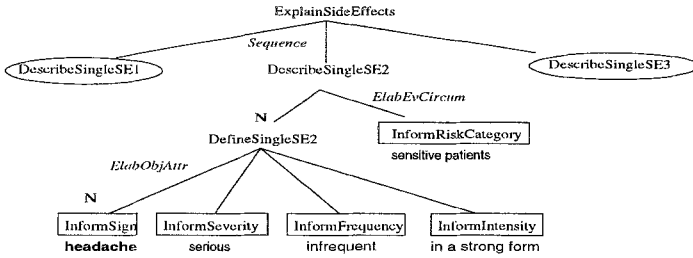 ExplainSideEffects
Sequence
DescribeSingleSE1
DescribeSingleSE2
DescribeSingleSE3
ElabEvCircum
N
DefineSingleSE2
InformRiskCategory
sensitive patients
ElabObjAttr
N
InformSign
InformSeverity
InformFrequency
InformIntensity
headache
serious
infrequent
in a strong form